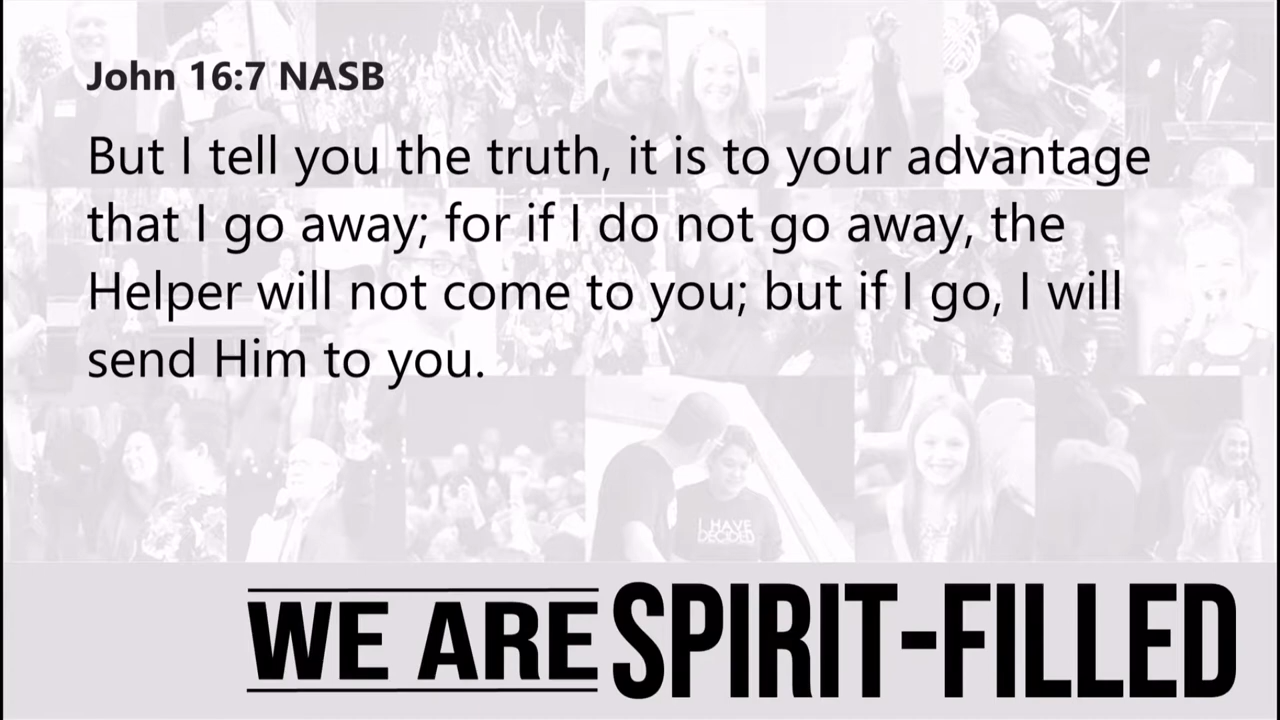 John 16:7 NASB
But I tell you the truth, it is to your advantage
that I go away; for if I do not go away, the
Helper will not come to you; but if I go, I will
send Him to you.
I HAVE
DECIDED
WE ARE SPIRIT-FILLED